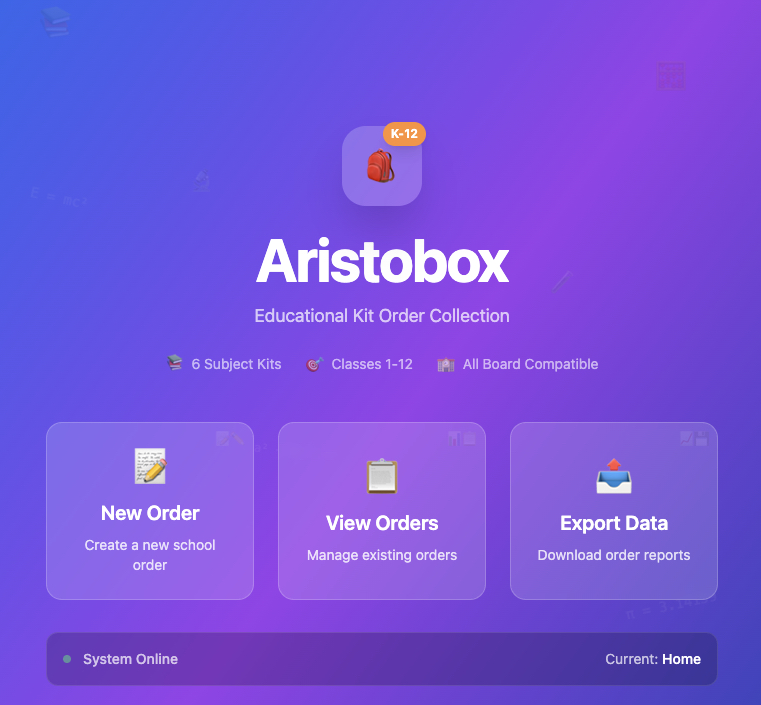 K-12
Aristobox
Educational Kit Order Collection
6 Subject Kits
Classes 1-12
All Board Compatible
New Order
Create a new school
order
View Orders
Manage existing orders
Export Data
Download order reports
System Online
Current: Home